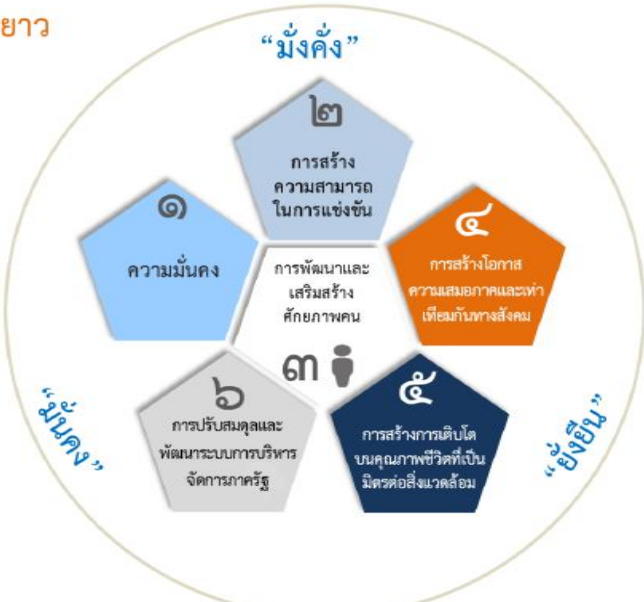 ยาว
“มั่งคั่ง”
๒
การสร้าง
ความสามารถ
ในการแข่งขัน
๑
ความมั่นคง
๔
การสร้างโอกาส
ความเสมอภาคและเท่า
เทียมกันทางสังคม
การพัฒนาและ
เสริมสร้าง
ศักยภาพคน
๓
๖
การปรับสมดุลและ
พัฒนาระบบการบริหาร
จัดการภาครัฐ
๕
การสร้างการเติบโต
บนคุณภาพชีวิตที่เป็น
มิตรต่อสิ่งแวดล้อม
“มั่นคง”
“ยั่งยืน”